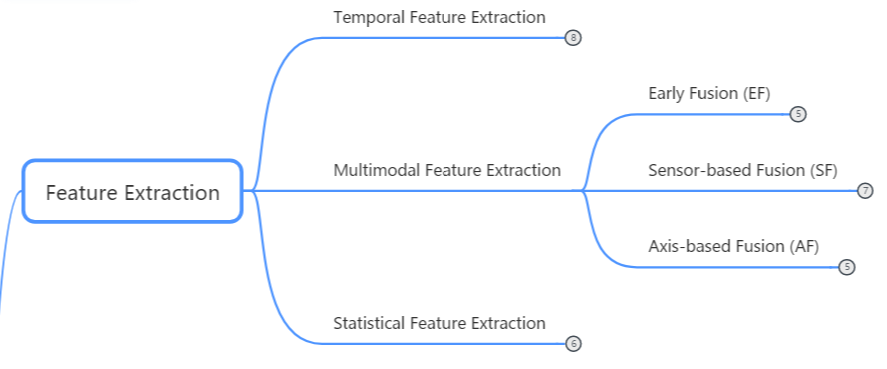 Temporal Feature Extraction
8
Early Fusion (EF)
5
Feature Extraction
Multimodal Feature Extraction
Sensor-based Fusion (SF)
7
Axis-based Fusion (AF)
5
Statistical Feature Extraction
6